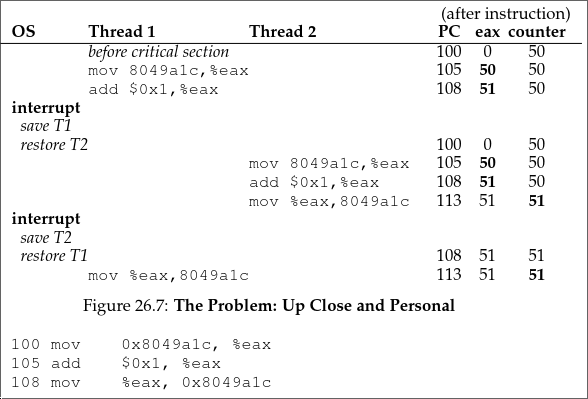 (after instruction)
OS Thread 1 Thread 2 PC eax counter
before critical section 100 0 50
mov 8049a1c,%eax 105 50 50
add $0x1,%eax 108 51 50
interrupt
save T1
restore T2 100 0 50
mov 8049a1c,%eax 105 50 50
add $0x1,%eax 108 51 50
mov %eax,8049a1c 113 51 51
interrupt
save T2
restore T1 108 51 51
mov %eax,8049a1c 113 51 51
Figure 26.7: The Problem: Up Close and Personal
100 mov 0x8049a1c, %eax
105 add $0x1, %eax
108 mov %eax, 0x8049a1c